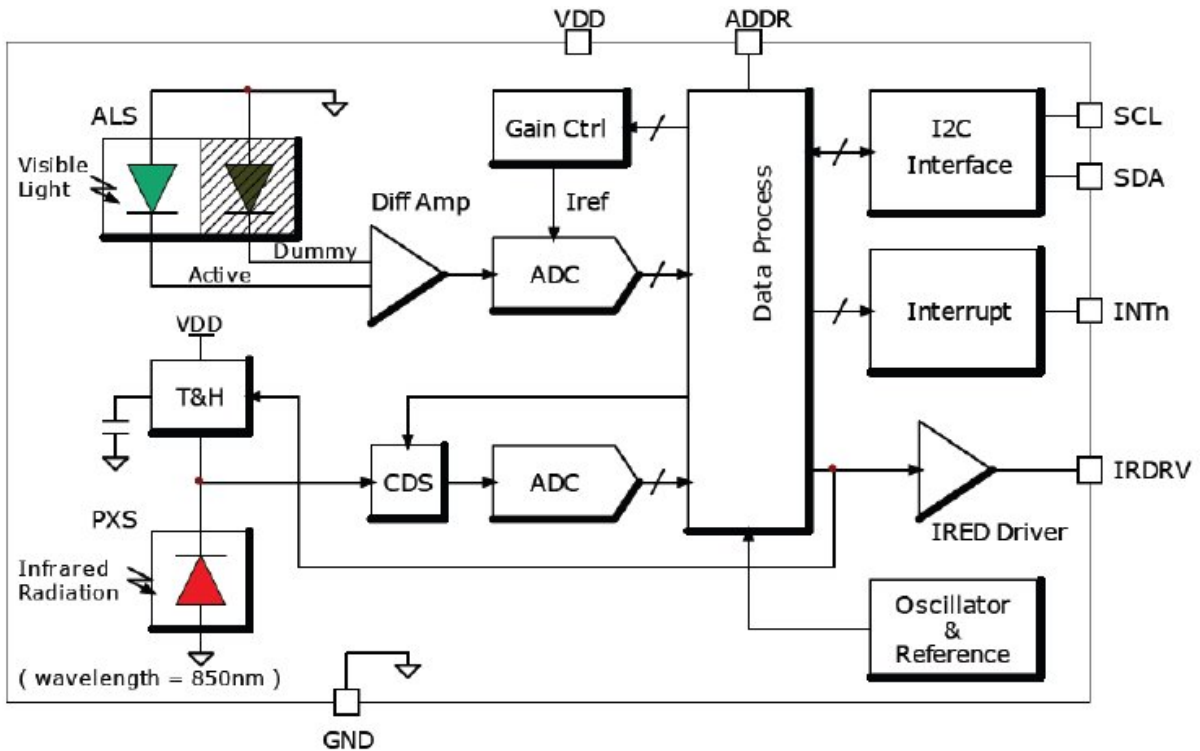 VDD
ADDR
ALS
Visible
Light
Gain Ctrl
I2C
Interface
SCL
SDA
Diff Amp
Iref
Dummy
Active
ADC
Data Process
Interrupt
INTn
VDD
T&H
CDS
ADC
IRDRV
IRED Driver
PXS
Infrared
Radiation
Oscillator
&
Reference
( wavelength = 850nm )
GND